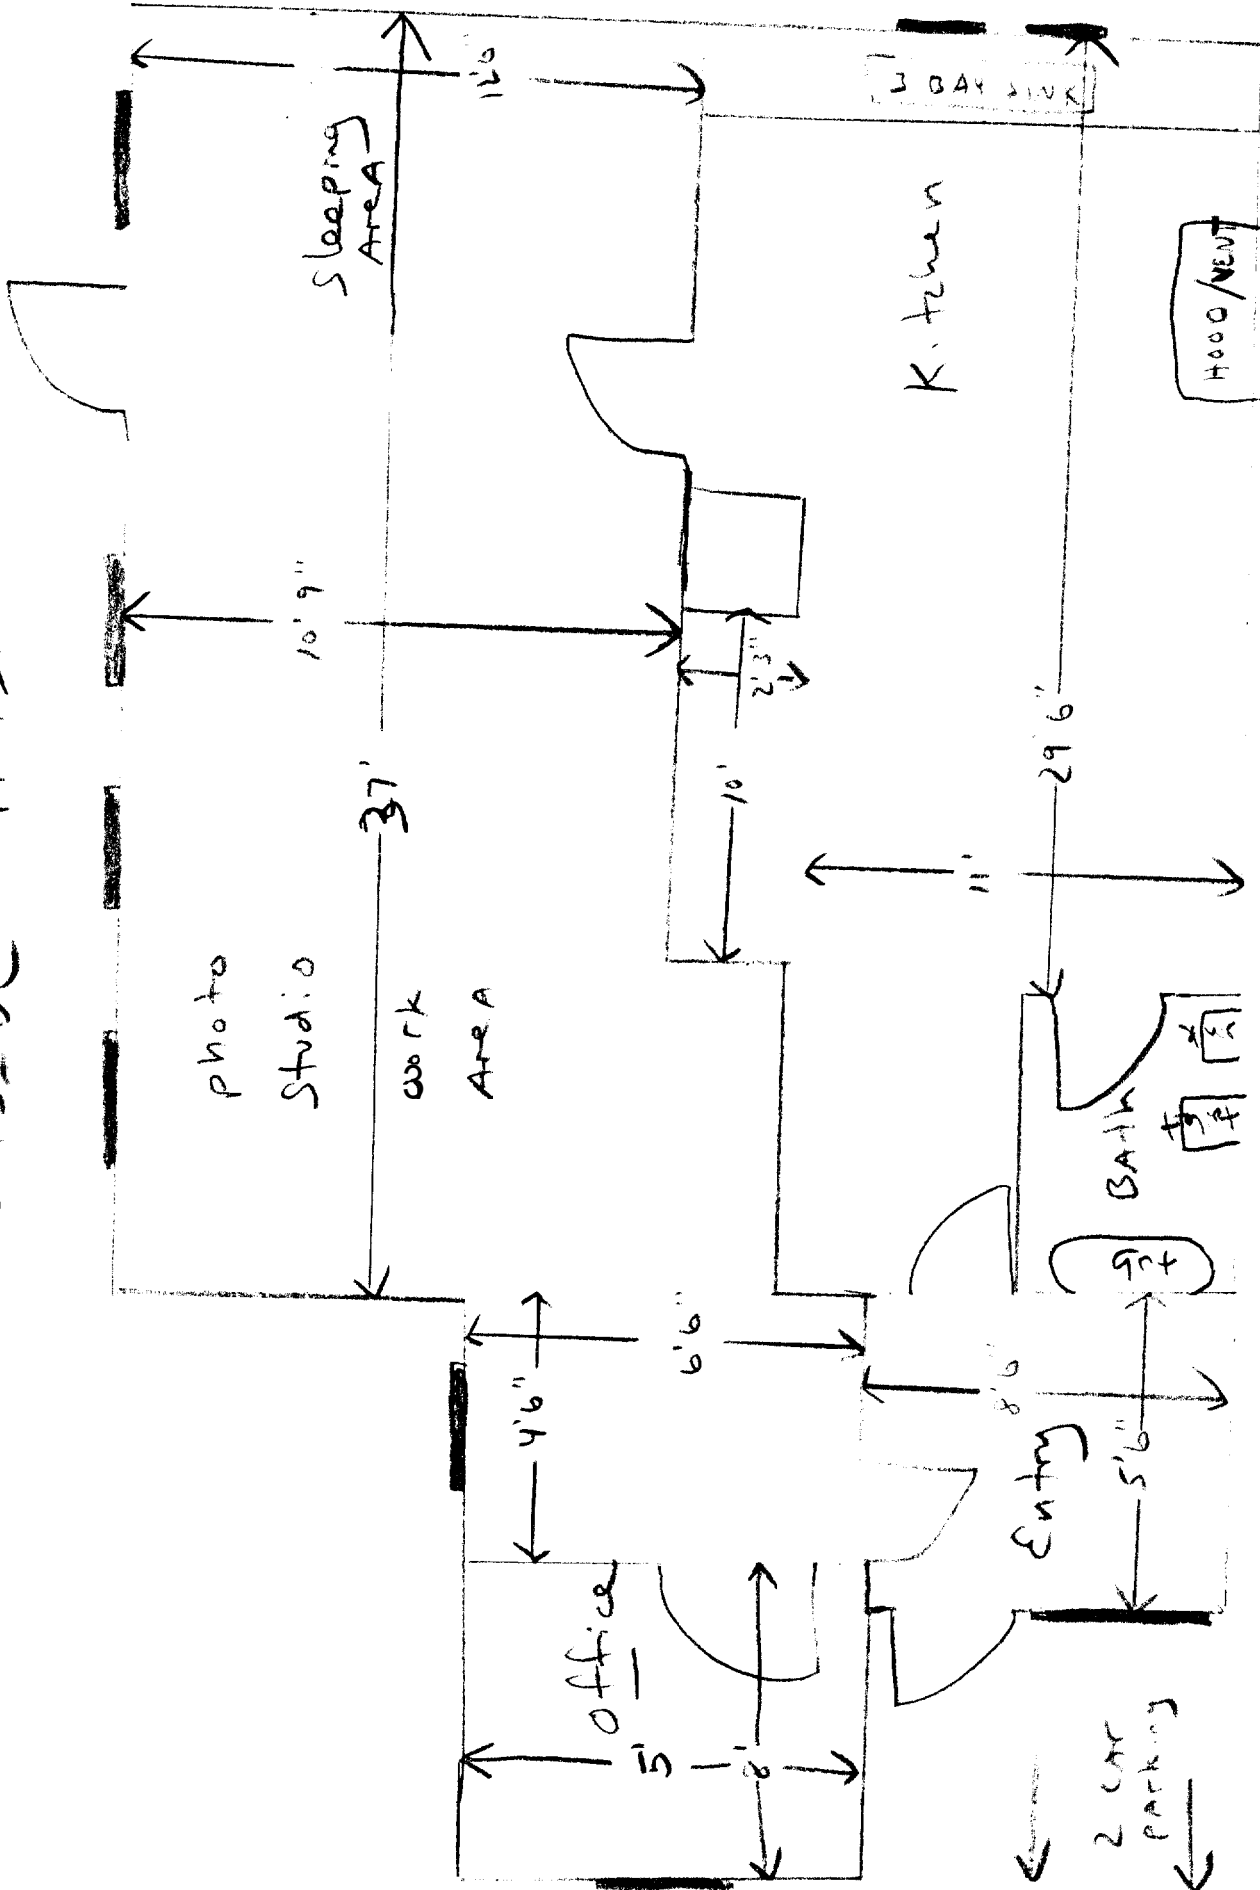 Sleeping
Area
3 BAY SINK
Kitchen
HOOD/VENT
10' 9"
2' 3"
10'
37'
29' 6"
11'
photo
Studio
work
Area
BATH
4'6"
6'6"
8'6"
5'6"
Entry
Office
8'
2 CAR
parking